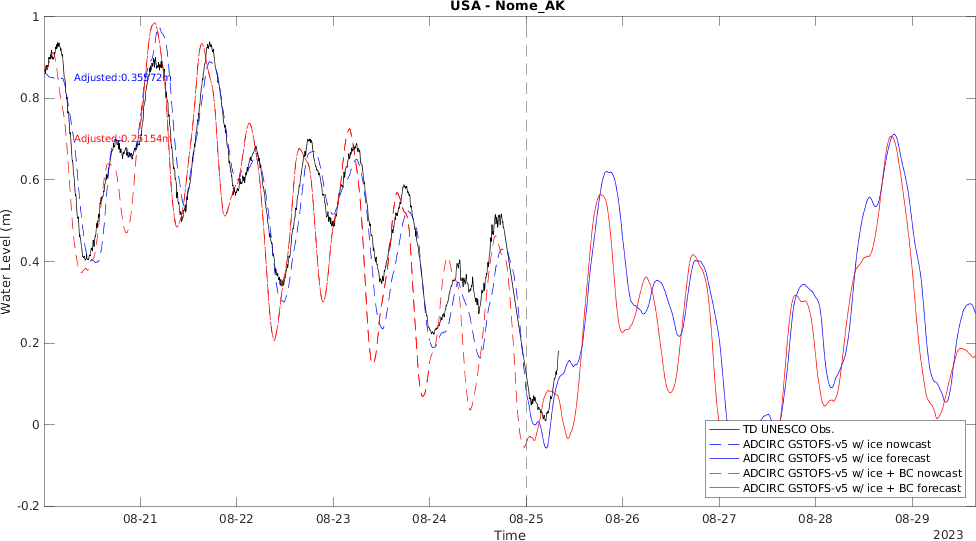 USA - Nome_AK
1
0.8
0.6
0.4
0.2
0
-0.2
Water Level (m)
Adjusted:0.35572m
Adjusted:0.25154m
TD UNESCO Obs.
ADCIRC GSTOFS-v5 w/ ice nowcast
ADCIRC GSTOFS-v5 w/ ice forecast
ADCIRC GSTOFS-v5 w/ ice + BC nowcast
ADCIRC GSTOFS-v5 w/ ice + BC forecast
08-21 08-22 08-23 08-24 08-25 08-26 08-27 08-28 08-29
Time
2023